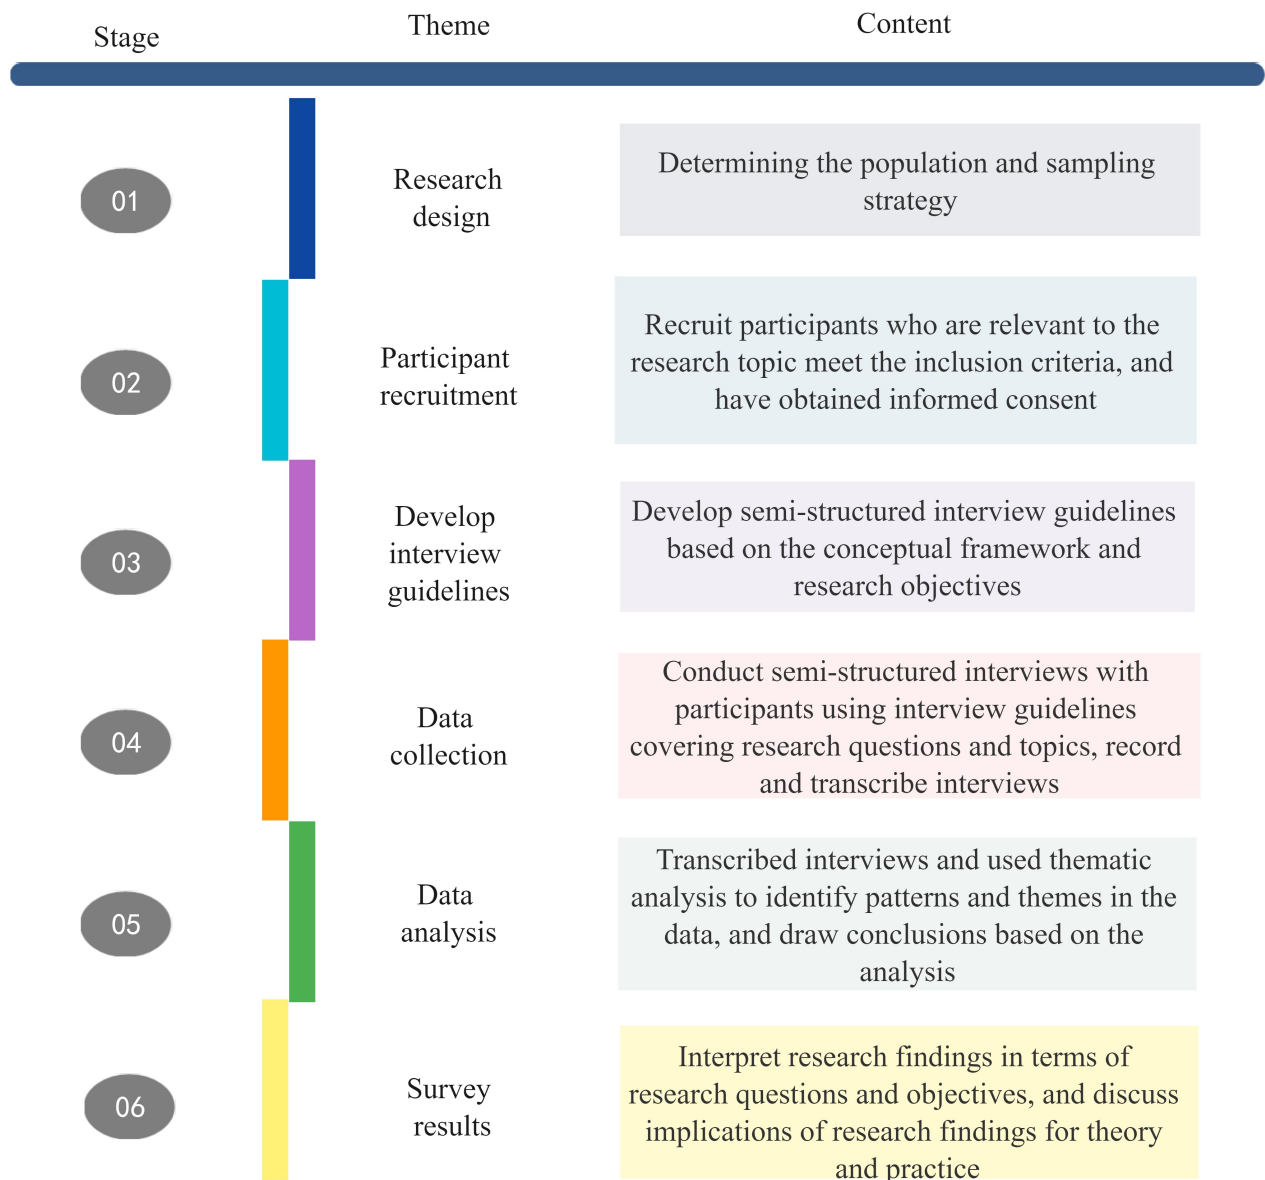 Stage
Theme
Content
01
Research
design
Determining the population and sampling
strategy
02
Participant
recruitment
Recruit participants who are relevant to the
research topic meet the inclusion criteria, and
have obtained informed consent
03
Develop
interview
guidelines
Develop semi-structured interview guidelines
based on the conceptual framework and
research objectives
04
Data
collection
Conduct semi-structured interviews with
participants using interview guidelines
covering research questions and topics, record
and transcribe interviews
05
Data
analysis
Transcribed interviews and used thematic
analysis to identify patterns and themes in the
data, and draw conclusions based on the
analysis
06
Survey
results
Interpret research findings in terms of
research questions and objectives, and discuss
implications of research findings for theory
and practice